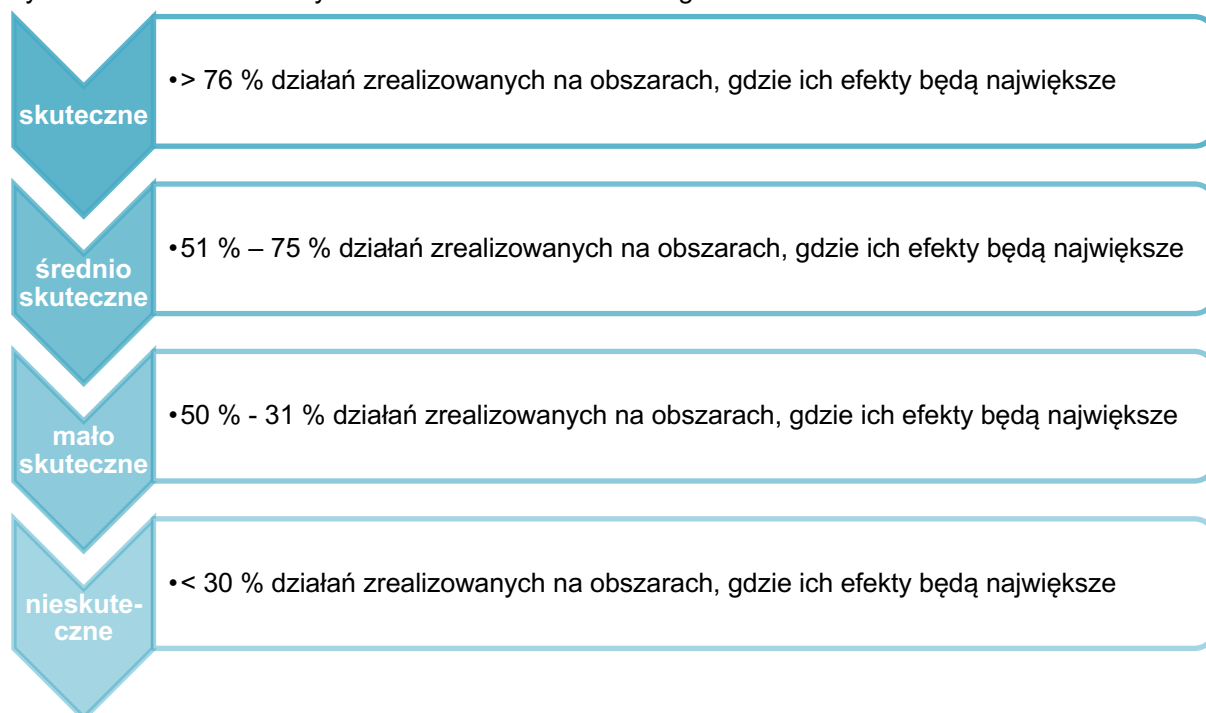 •> 76 % działań zrealizowanych na obszarach, gdzie ich efekty będą największe
skuteczne
•51 % – 75 % działań zrealizowanych na obszarach, gdzie ich efekty będą największe
średnio
skuteczne
•50 % - 31 % działań zrealizowanych na obszarach, gdzie ich efekty będą największe
mało
skuteczne
•< 30 % działań zrealizowanych na obszarach, gdzie ich efekty będą największe
nieskute-
czne